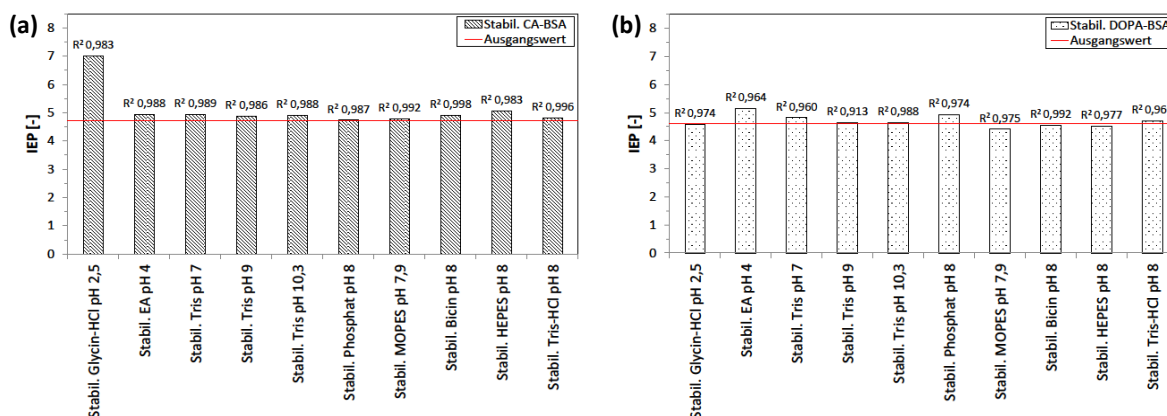 (a)
8
7
6
5
4
3
2
1
0
IEP [-]
Stabil. CA-BSA
Ausgangswert
R² 0,983
R² 0,988
R² 0,989
R² 0,986
R² 0,988
R² 0,987
R² 0,992
R² 0,998
R² 0,983
R² 0,996
Stabil. Glycin-HCl pH 2,5
Stabil. EA pH 4
Stabil. Tris pH 7
Stabil. Tris pH 9
Stabil. Tris pH 10,3
Stabil. Phosphat pH 8
Stabil. MOPES pH 7,9
Stabil. Bicin pH 8
Stabil. HEPES pH 8
Stabil. Tris-HCl pH 8
(b)
8
7
6
5
4
3
2
1
0
IEP [-]
Stabil. DOPA-BSA
Ausgangswert
R² 0,974
R² 0,964
R² 0,960
R² 0,913
R² 0,988
R² 0,974
R² 0,975
R² 0,992
R² 0,977
R² 0,96
Stabil. Glycin-HCl pH 2,5
Stabil. EA pH 4
Stabil. Tris pH 7
Stabil. Tris pH 9
Stabil. Tris pH 10,3
Stabil. Phosphat pH 8
Stabil. MOPES pH 7,9
Stabil. Bicin pH 8
Stabil. HEPES pH 8
Stabil. Tris-HCl pH 8